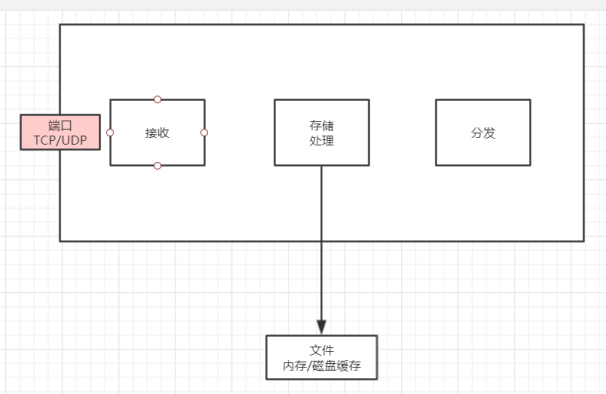 端口
TCP/UDP
接收
存储
处理
分发
文件
内存/磁盘缓存